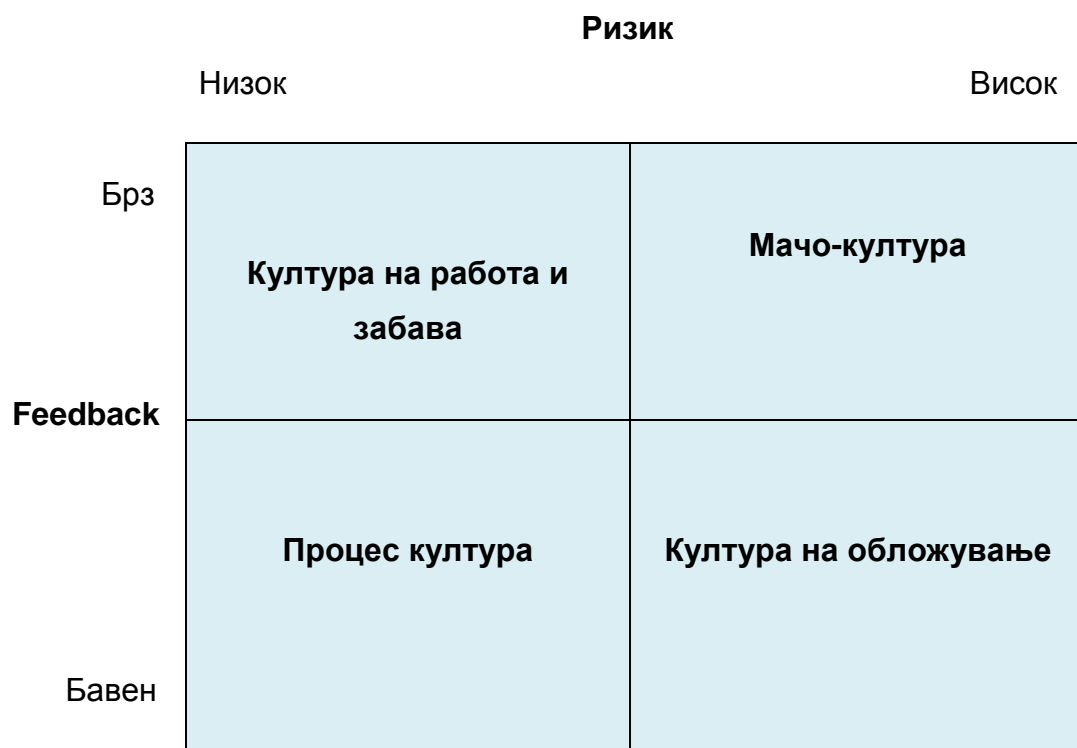 Ризик
Низок
Висок
Брз
Мачо-култура
Култура на работа и
забава
Feedback
Процес култура
Култура на обложување
Бавен